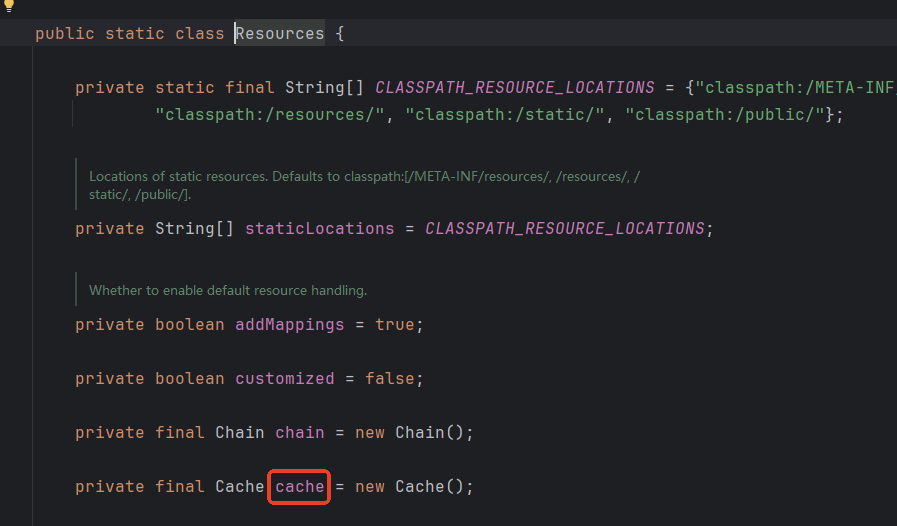 public static class Resources {
private static final String[] CLASSPATH_RESOURCE_LOCATIONS = {"classpath:/META-INF
"classpath:/resources/", "classpath:/static/", "classpath:/public/"};
Locations of static resources. Defaults to classpath:[/META-INF/resources/, /resources/, /
static/, /public/].
private String[] staticLocations = CLASSPATH_RESOURCE_LOCATIONS;
Whether to enable default resource handling.
private boolean addMappings = true;
private boolean customized = false;
private final Chain chain = new Chain();
private final Cache cache = new Cache();